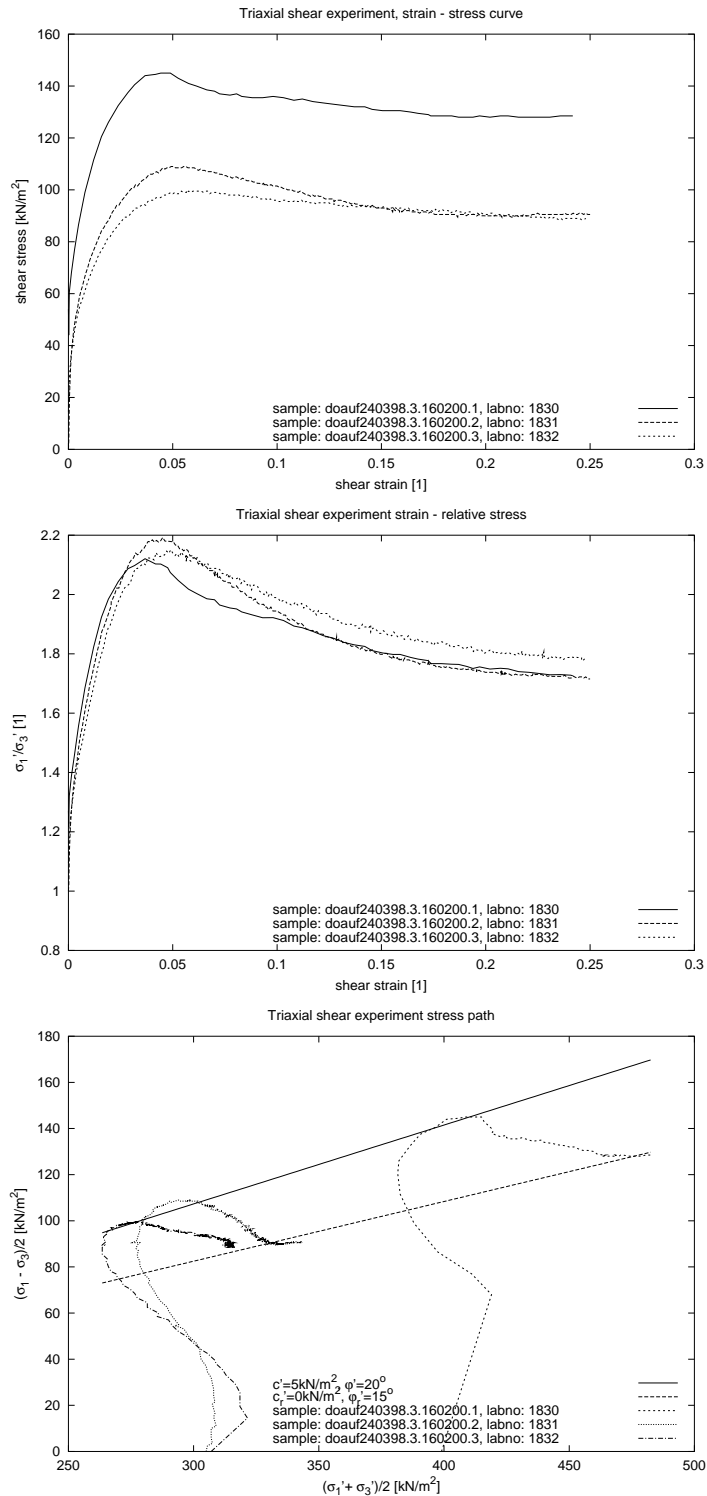 Triaxial shear experiment, strain - stress curve
160
140
120
100
80
60
40
20
0
shear stress [kN/m²]
sample: doauf240398.3.160200.1, labno: 1830
sample: doauf240398.3.160200.2, labno: 1831
sample: doauf240398.3.160200.3, labno: 1832
0 0.05 0.1 0.15 0.2 0.25 0.3
shear strain [1]
Triaxial shear experiment strain - relative stress
2.2
2
1.8
1.6
1.4
1.2
1
0.8
σ₁'/σ₃' [1]
sample: doauf240398.3.160200.1, labno: 1830
sample: doauf240398.3.160200.2, labno: 1831
sample: doauf240398.3.160200.3, labno: 1832
0 0.05 0.1 0.15 0.2 0.25 0.3
shear strain [1]
Triaxial shear experiment stress path
180
160
140
120
100
80
60
40
20
0
(σ₁ - σ₃)/2 [kN/m²]
c'=5kN/m², φ'=20°
cᵣ'=0kN/m², φᵣ'=15°
sample: doauf240398.3.160200.1, labno: 1830
sample: doauf240398.3.160200.2, labno: 1831
sample: doauf240398.3.160200.3, labno: 1832
250 300 350 400 450 500
(σ₁'+ σ₃')/2 [kN/m²]